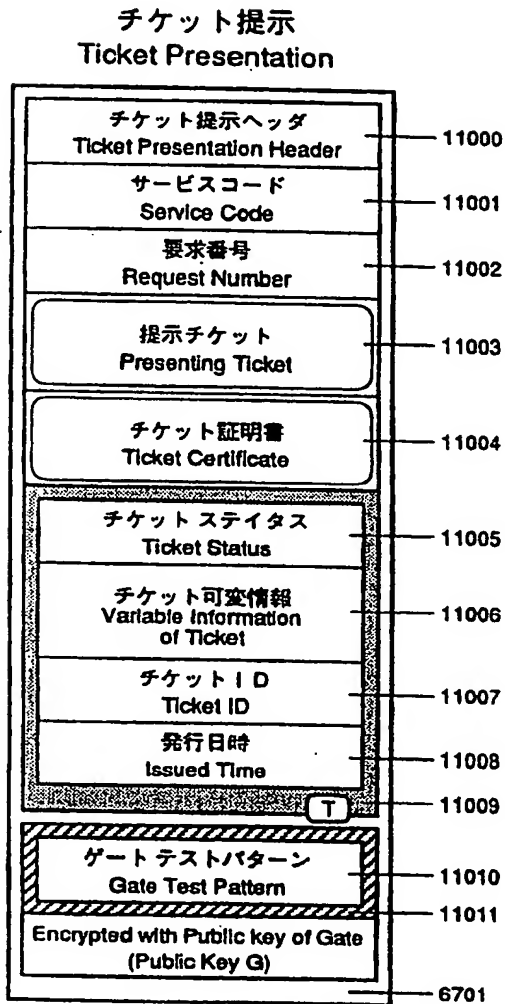 チケット提示
Ticket Presentation
チケット提示ヘッダ
Ticket Presentation Header
11000
サービスコード
Service Code
11001
要求番号
Request Number
11002
提示チケット
Presenting Ticket
11003
チケット証明書
Ticket Certificate
11004
チケット ステイタス
Ticket Status
11005
チケット可変情報
Variable Information
of Ticket
11006
チケットID
Ticket ID
11007
発行日時
Issued Time
11008
T
11009
ゲート テストパターン
Gate Test Pattern
11010
11011
Encrypted with Public key of Gate
(Public Key G)
6701